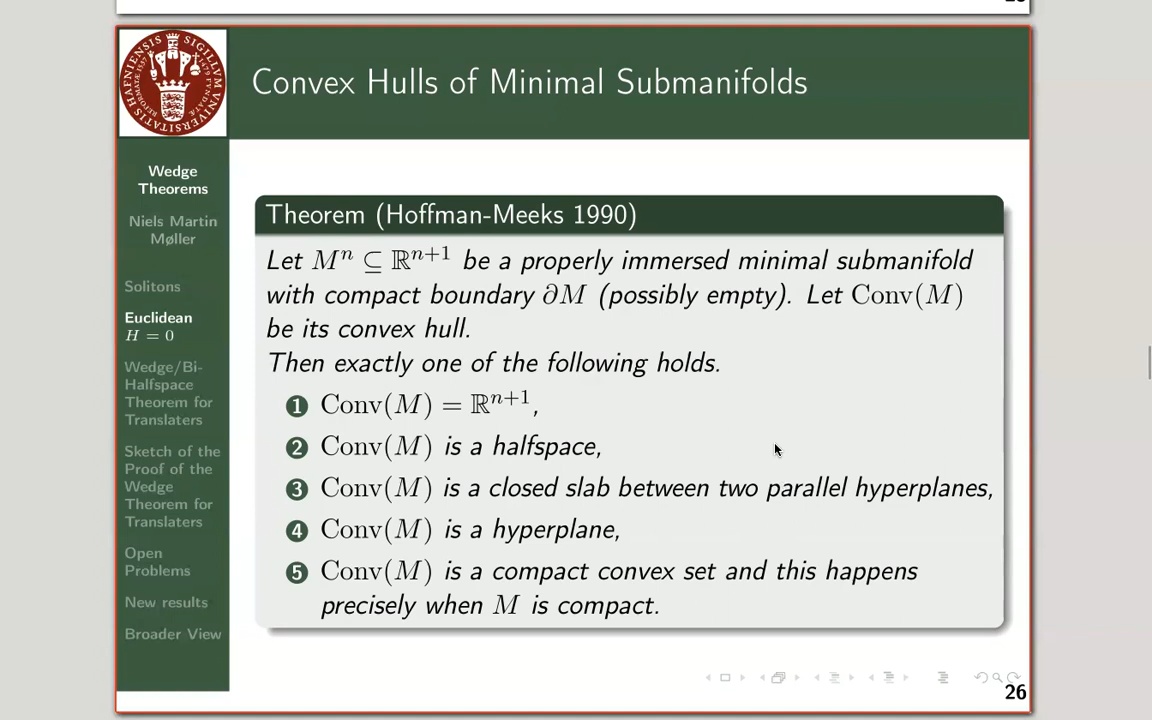 Convex Hulls of Minimal Submanifolds
Wedge
Theorems
Niels Martin
Møller
Solitons
Euclidean
H = 0
Wedge/Bi-
Halfspace
Theorem for
Translaters
Sketch of the
Proof of the
Wedge
Theorem for
Translaters
Open
Problems
New results
Broader View
Theorem (Hoffman-Meeks 1990)
Let Mⁿ ⊆ ℝⁿ⁺¹ be a properly immersed minimal submanifold
with compact boundary ∂M (possibly empty). Let Conv(M)
be its convex hull.
Then exactly one of the following holds.
1 Conv(M) = ℝⁿ⁺¹,
2 Conv(M) is a halfspace,
3 Conv(M) is a closed slab between two parallel hyperplanes,
4 Conv(M) is a hyperplane,
5 Conv(M) is a compact convex set and this happens
precisely when M is compact.
26